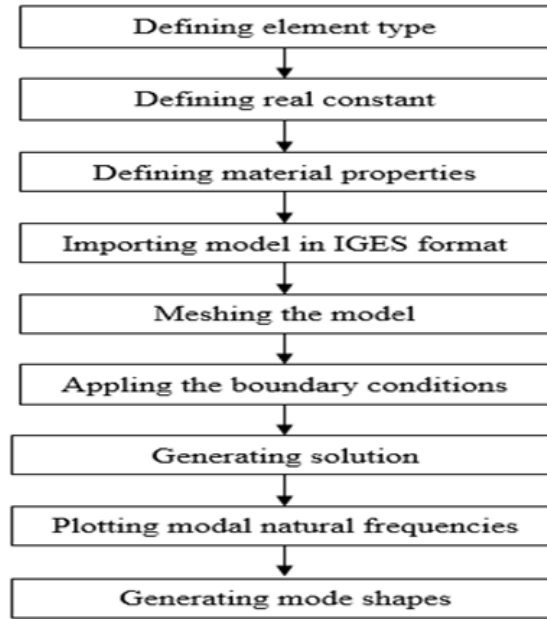 Defining element type
Defining real constant
Defining material properties
Importing model in IGES format
Meshing the model
Appling the boundary conditions
Generating solution
Plotting modal natural frequencies
Generating mode shapes